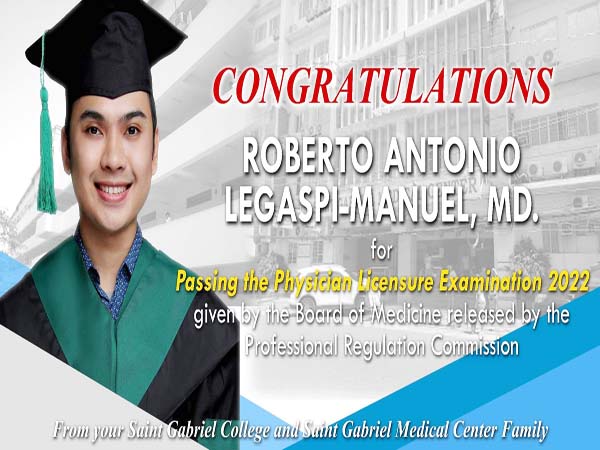 CONGRATULATIONS
ROBERTO ANTONIO
LEGASPI-MANUEL, MD.
for
Passing the Physician Licensure Examination 2022
given by the Board of Medicine released by the
Professional Regulation Commission
From your Saint Gabriel College and Saint Gabriel Medical Center Family